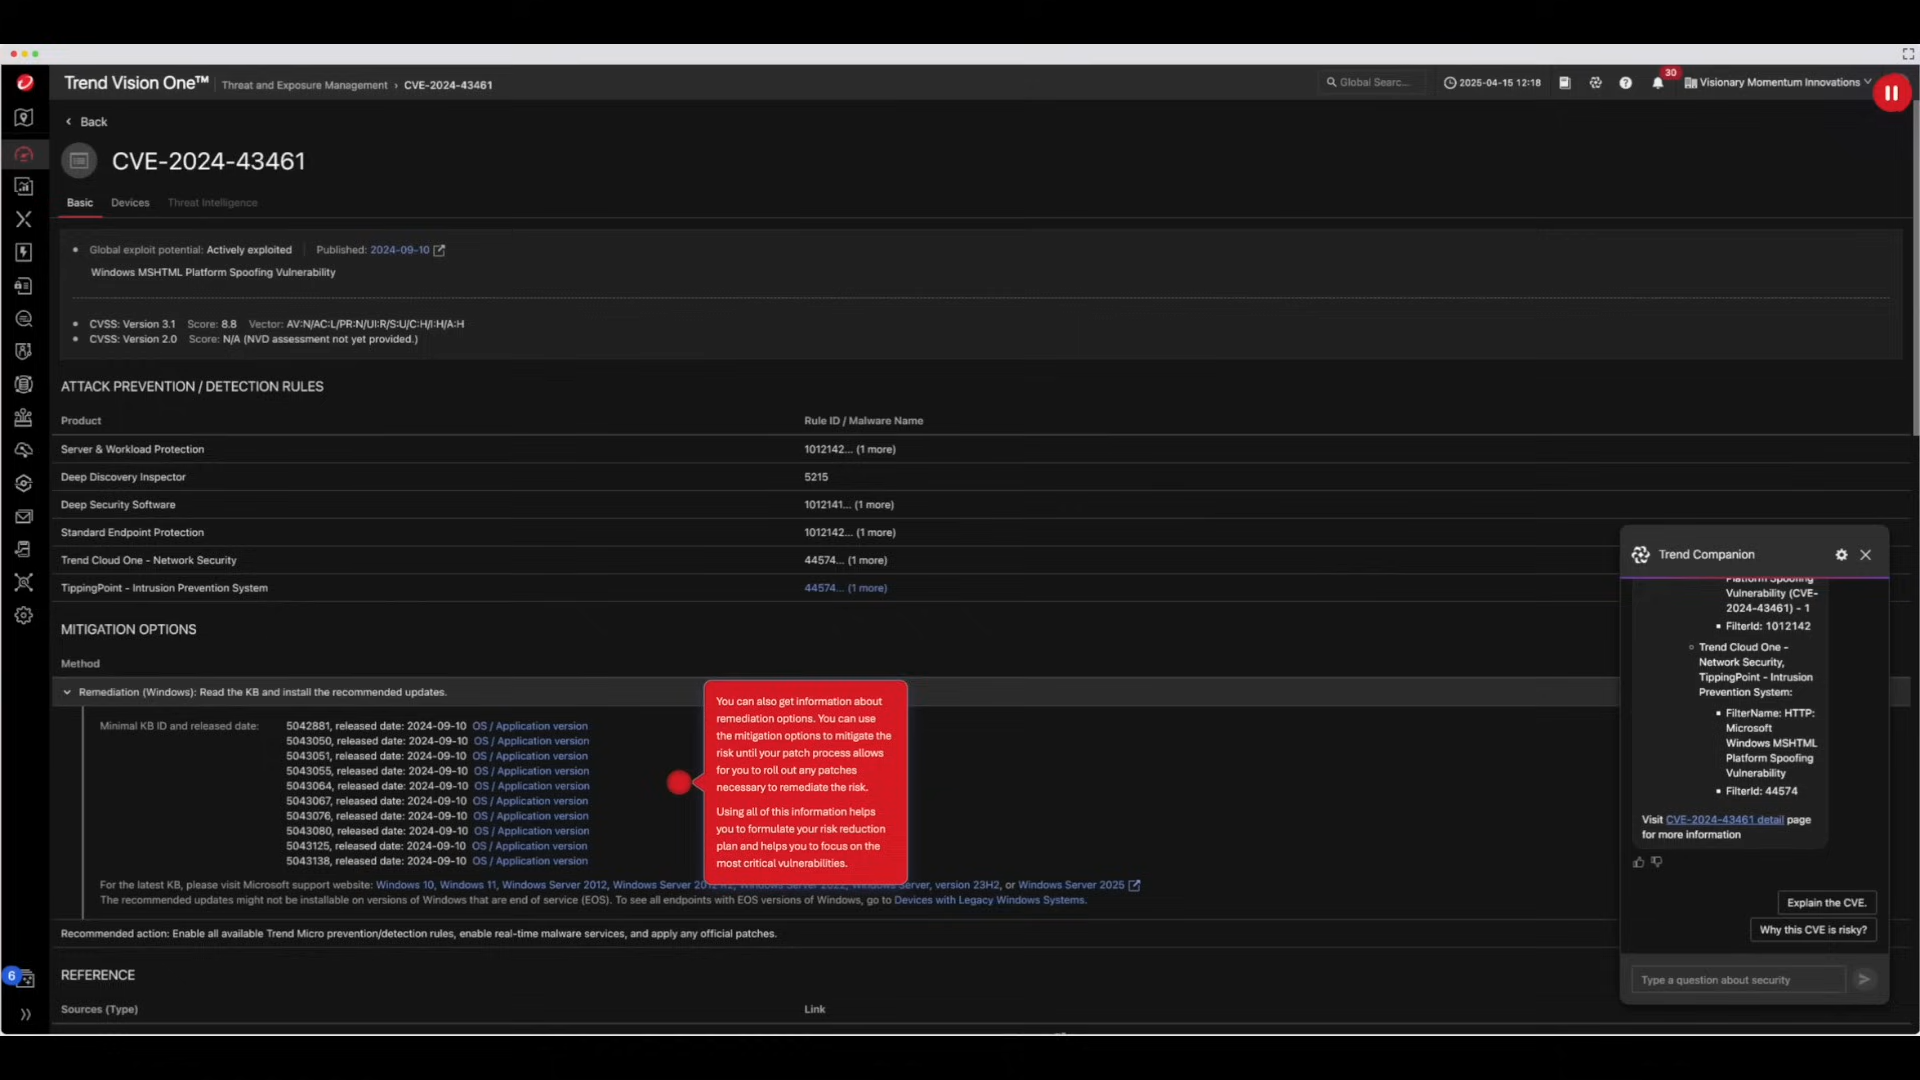 Trend Vision One™
Threat and Exposure Management › CVE-2024-43461
Global Searc...
2025-04-15 12:18
30
Visionary Momentum Innovations
Back
CVE-2024-43461
Basic
Devices
Threat Intelligence
Global exploit potential: Actively exploited
Published: 2024-09-10
Windows MSHTML Platform Spoofing Vulnerability
CVSS: Version 3.1 Score: 8.8 Vector: AV:N/AC:L/PR:N/UI:R/S:U/C:H/I:H/A:H
CVSS: Version 2.0 Score: N/A (NVD assessment not yet provided.)
ATTACK PREVENTION / DETECTION RULES
Product Rule ID / Malware Name
Server & Workload Protection 1012142... (1 more)
Deep Discovery Inspector 5215
Deep Security Software 1012141... (1 more)
Standard Endpoint Protection 1012142... (1 more)
Trend Cloud One - Network Security 44574... (1 more)
TippingPoint - Intrusion Prevention System 44574... (1 more)
MITIGATION OPTIONS
Method
Remediation (Windows): Read the KB and install the recommended updates.
Minimal KB ID and released date: 5042881, released date: 2024-09-10 OS / Application version
5043050, released date: 2024-09-10 OS / Application version
5043051, released date: 2024-09-10 OS / Application version
5043055, released date: 2024-09-10 OS / Application version
5043064, released date: 2024-09-10 OS / Application version
5043067, released date: 2024-09-10 OS / Application version
5043076, released date: 2024-09-10 OS / Application version
5043080, released date: 2024-09-10 OS / Application version
5043125, released date: 2024-09-10 OS / Application version
5043138, released date: 2024-09-10 OS / Application version
For the latest KB, please visit Microsoft support website: Windows 10, Windows 11, Windows Server 2012, Windows Server 2012 R2, Windows Server 2022, Windows Server, version 23H2, or Windows Server 2025
The recommended updates might not be installable on versions of Windows that are end of service (EOS). To see all endpoints with EOS versions of Windows, go to Devices with Legacy Windows Systems.
Recommended action: Enable all available Trend Micro prevention/detection rules, enable real-time malware services, and apply any official patches.
REFERENCE
Sources (Type) Link
6
You can also get information about
remediation options. You can use
the mitigation options to mitigate the
risk until your patch process allows
for you to roll out any patches
necessary to remediate the risk.
Using all of this information helps
you to formulate your risk reduction
plan and helps you to focus on the
most critical vulnerabilities.
Trend Companion
Platform Spoofing
Vulnerability (CVE-
2024-43461) - 1
FilterId: 1012142
Trend Cloud One -
Network Security,
TippingPoint - Intrusion
Prevention System:
FilterName: HTTP:
Microsoft
Windows MSHTML
Platform Spoofing
Vulnerability
FilterId: 44574
Visit CVE-2024-43461 detail page
for more information
Explain the CVE.
Why this CVE is risky?
Type a question about security